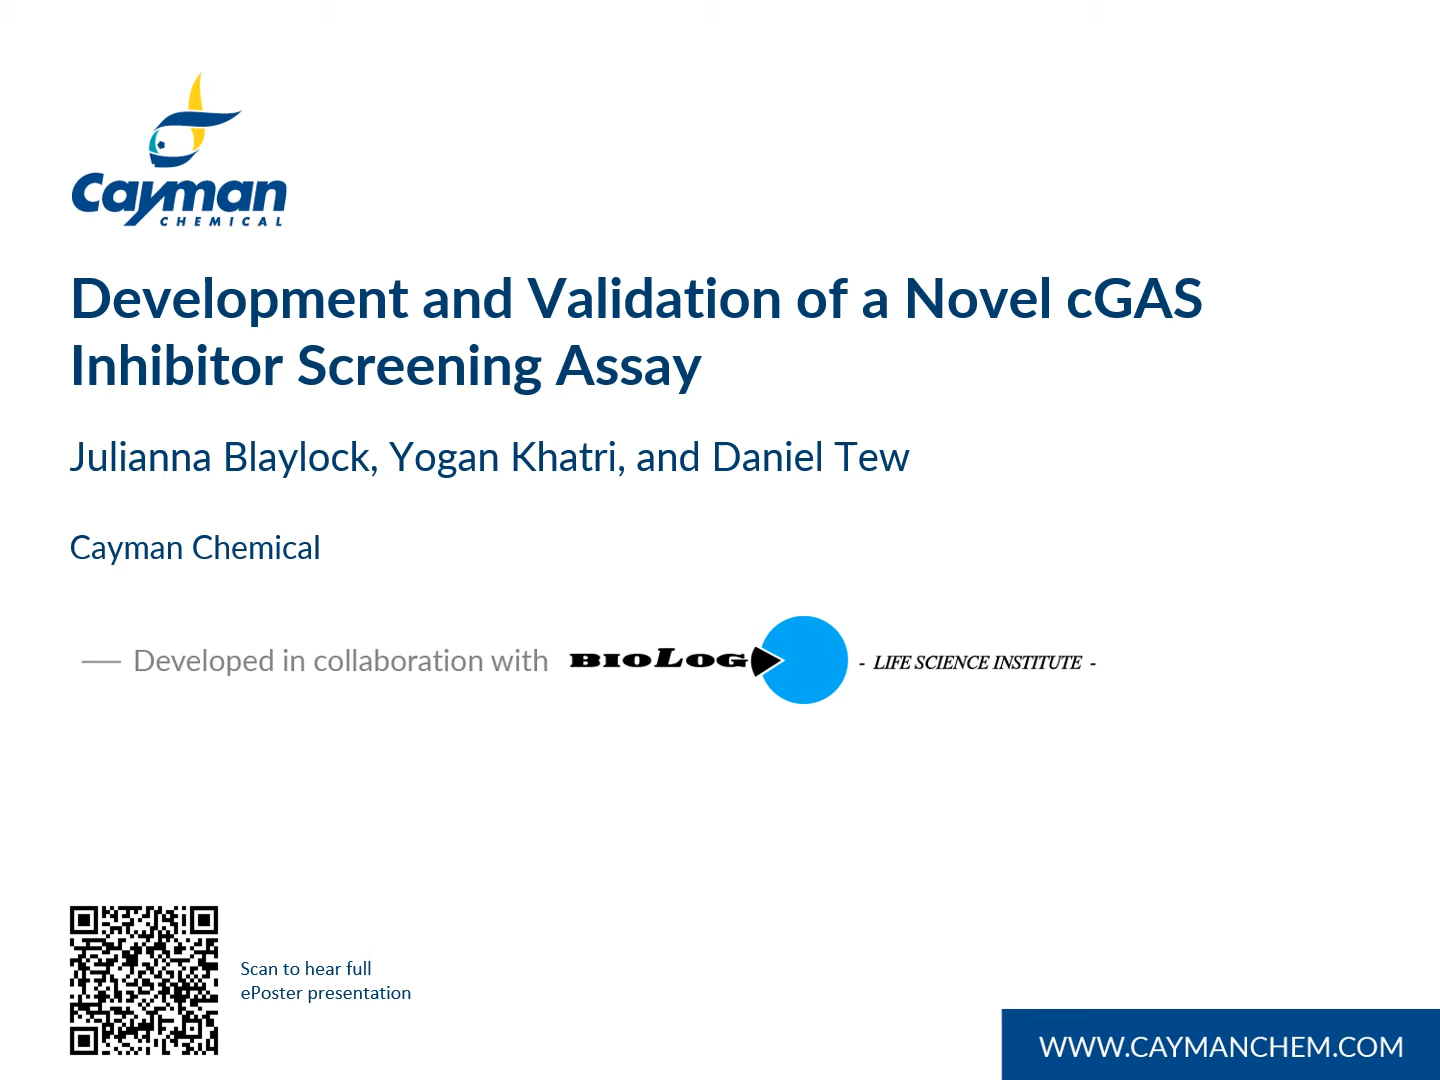 Cayman
CHEMICAL
Development and Validation of a Novel cGAS
Inhibitor Screening Assay
Julianna Blaylock, Yogan Khatri, and Daniel Tew
Cayman Chemical
— Developed in collaboration with BIOLOG - LIFE SCIENCE INSTITUTE -
Scan to hear full
ePoster presentation
WWW.CAYMANCHEM.COM